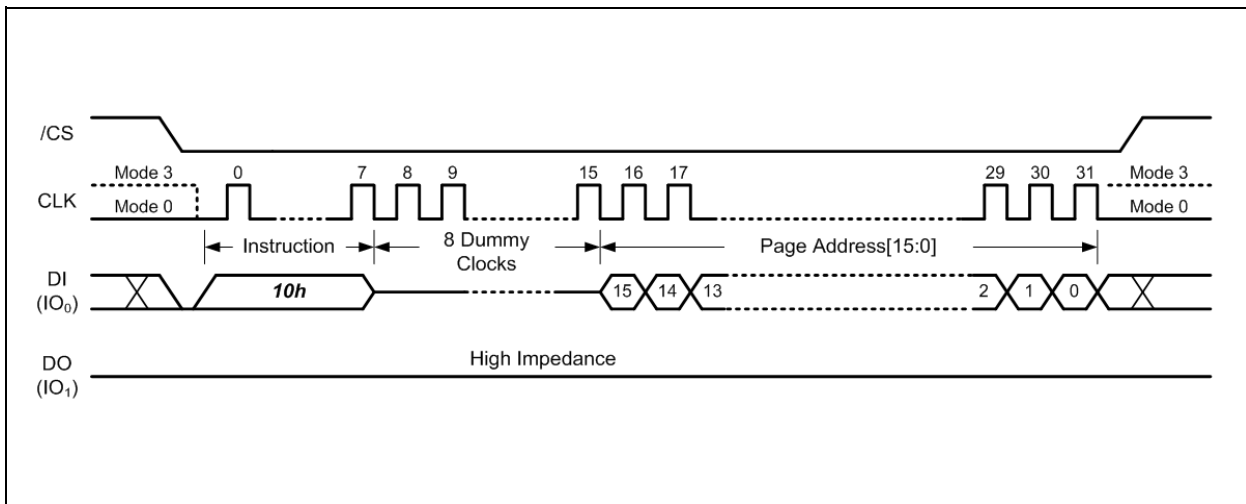 /CS
Mode 3 0 7 8 9 15 16 17 29 30 31 Mode 3
CLK
Mode 0 Mode 0
Instruction 8 Dummy Clocks Page Address[15:0]
DI
(IO0)
10h 15 14 13 2 1 0
High Impedance
DO
(IO1)